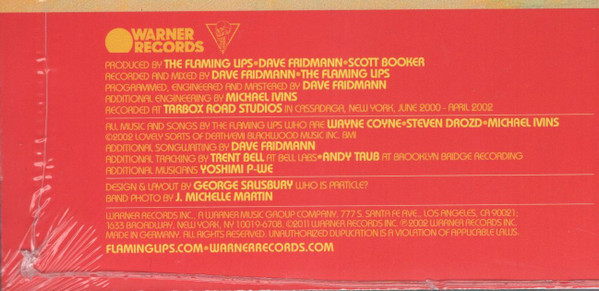 WARNER
RECORDS
PRODUCED BY THE FLAMING LIPS•DAVE FRIDMANN•SCOTT BOOKER
RECORDED AND MIXED BY DAVE FRIDMANN•THE FLAMING LIPS
PROGRAMMED, ENGINEERED AND MASTERED BY DAVE FRIDMANN
ADDITIONAL ENGINEERING BY MICHAEL IVINS
RECORDED AT TARBOX ROAD STUDIOS IN CASSADAGA, NEW YORK, JUNE 2000 - APRIL 2002
ALL MUSIC AND SONGS BY THE FLAMING LIPS WHO ARE WAYNE COYNE•STEVEN DROZD•MICHAEL IVINS
©2002 LOVELY SORTS OF DEATH/EMI BLACKWOOD MUSIC INC. BMI
ADDITIONAL SONGWRITING BY DAVE FRIDMANN
ADDITIONAL TRACKING BY TRENT BELL AT BELL LABS•ANDY TAUB AT BROOKLYN BRIDGE RECORDING
ADDITIONAL MUSICIANS YOSHIMI P-WE
DESIGN & LAYOUT BY GEORGE SALISBURY WHO IS PARTICLE?
BAND PHOTO BY J. MICHELLE MARTIN
WARNER RECORDS INC., A WARNER MUSIC GROUP COMPANY. 777 S. SANTA FE AVE., LOS ANGELES, CA 90021;
1633 BROADWAY, NEW YORK, NY 10019-6708. ©2011 WARNER RECORDS INC. ℗2002 WARNER RECORDS INC.
MADE IN GERMANY. ALL RIGHTS RESERVED. UNAUTHORIZED DUPLICATION IS A VIOLATION OF APPLICABLE LAWS.
FLAMINGLIPS.COM•WARNERRECORDS.COM